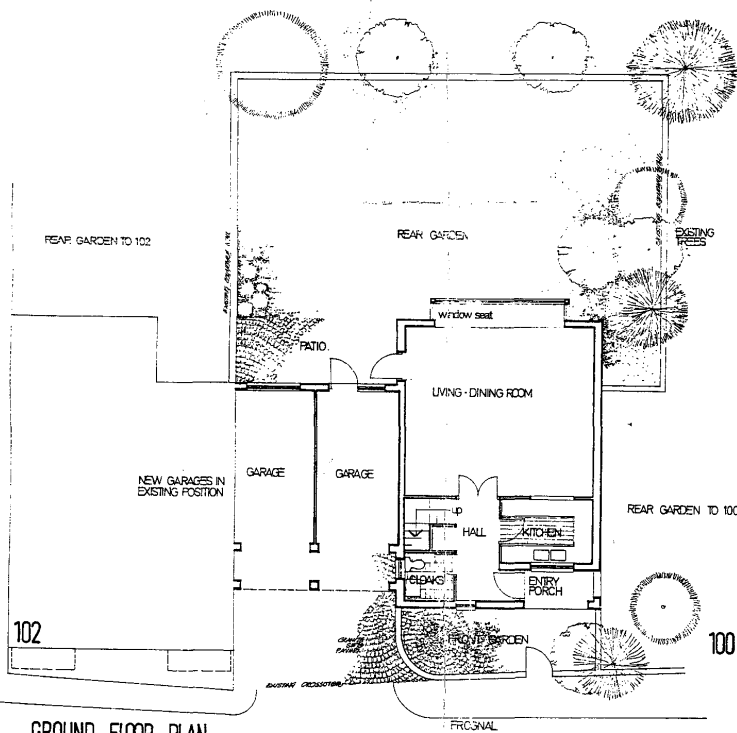 REAR GARDEN TO 102
REAR GARDEN
EXISTING
TREES
window seat
PATIO
LIVING - DINING ROOM
NEW GARAGES IN
EXISTING POSITION
GARAGE
GARAGE
up
HALL
KITCHEN
REAR GARDEN TO 100
CLOAKS
ENTRY
PORCH
102
FRONT GARDEN
100
EXISTING CROSSOVER
GROUND FLOOR PLAN
FROGNAL